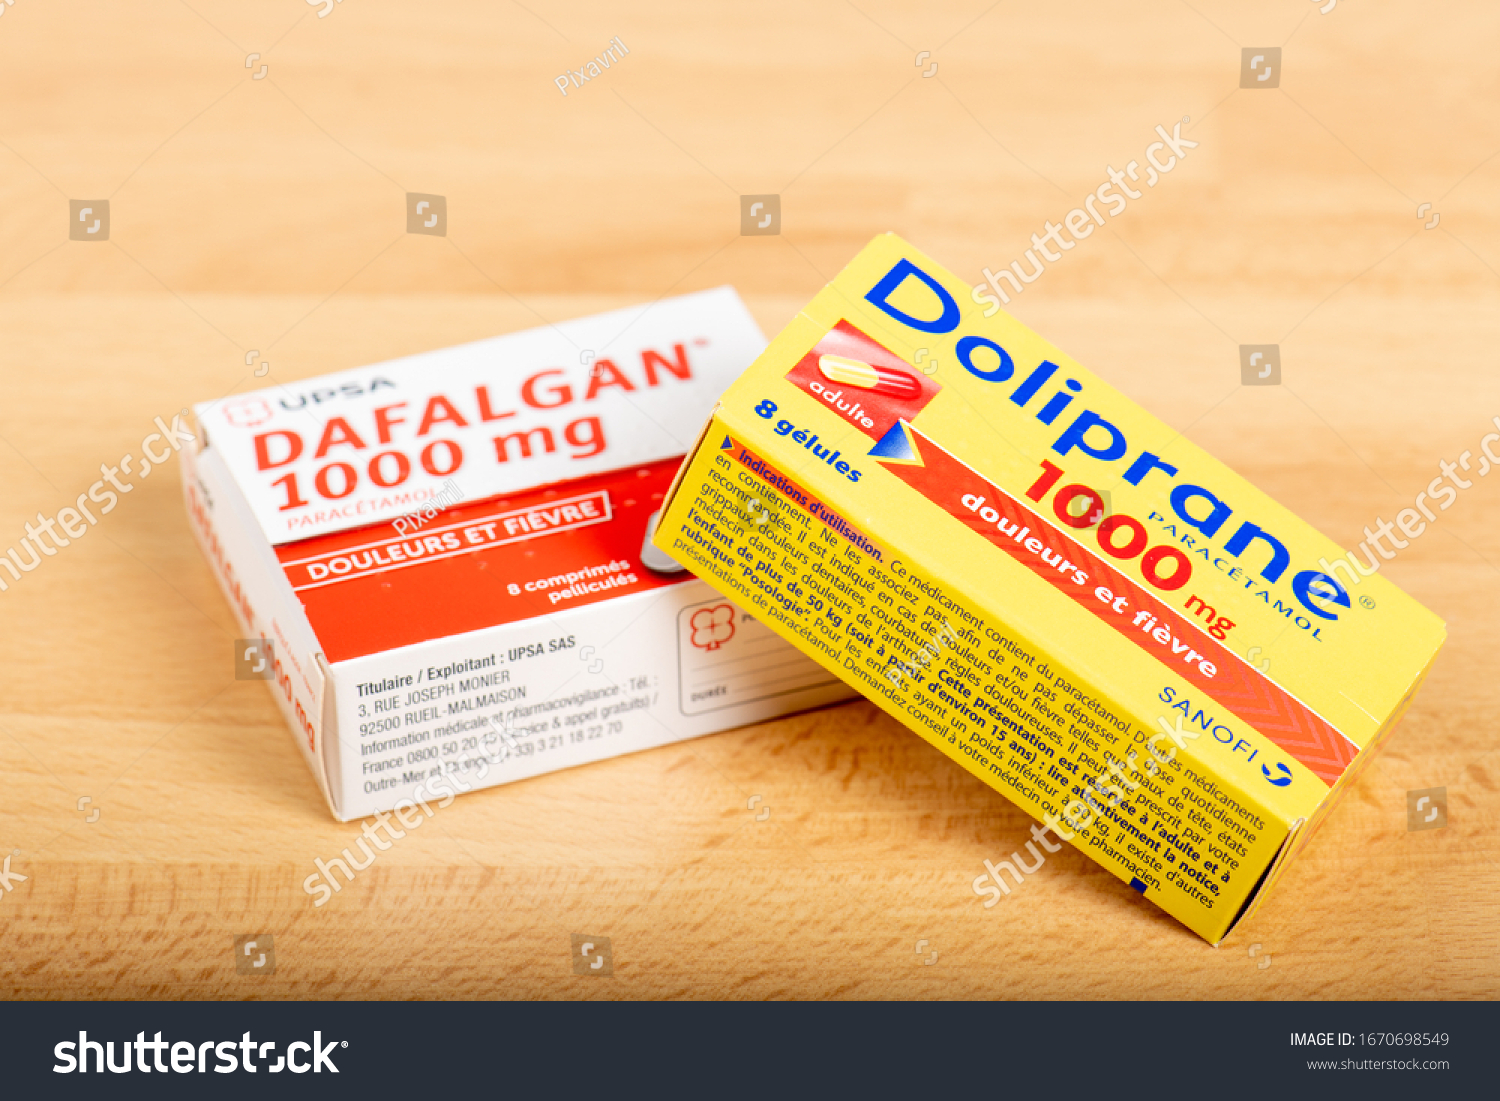 UPSA
DAFALGAN®
1000 mg
PARACÉTAMOL
DOULEURS ET FIÈVRE
8 comprimés
pelliculés
Titulaire / Exploitant : UPSA SAS
3, RUE JOSEPH MONIER
92500 RUEIL-MALMAISON
Information médicale et pharmacovigilance : Tél. :
France 0800 50 20 (service & appel gratuits) /
Outre-Mer et Etranger (+33) 3 21 18 22 70
DURÉE
Doliprane®
1000 mg
PARACÉTAMOL
adulte
8 gélules
douleurs et fièvre
SANOFI
Indications d'utilisation. Ce médicament contient du paracétamol. D'autres médicaments
en contiennent. Ne les associez pas, afin de ne pas dépasser la dose quotidienne
recommandée. Il est indiqué en cas de douleurs et/ou fièvre telles que maux de tête, états
grippaux, douleurs dentaires, courbatures, règles douloureuses. Il peut être prescrit par votre
médecin dans les douleurs de l'arthrose. Cette présentation est réservée à l'adulte et à
l'enfant de plus de 50 kg (soit à partir d'environ 15 ans) : lire attentivement la notice,
rubrique "Posologie". Pour les enfants ayant un poids inférieur à 50 kg, il existe d'autres
présentations de paracétamol. Demandez conseil à votre médecin ou votre pharmacien.
shutterstock
Pixavril
shutterstock
IMAGE ID: 1670698549
www.shutterstock.com